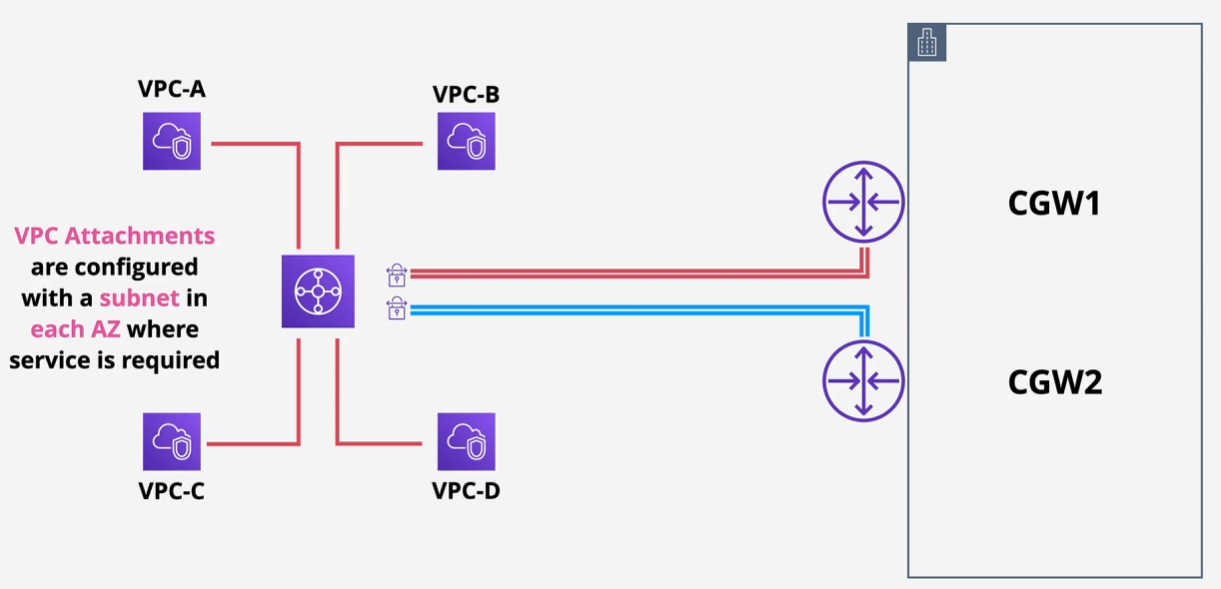 VPC-A
VPC-B
VPC Attachments
are configured
with a subnet in
each AZ where
service is required
CGW1
CGW2
VPC-C
VPC-D